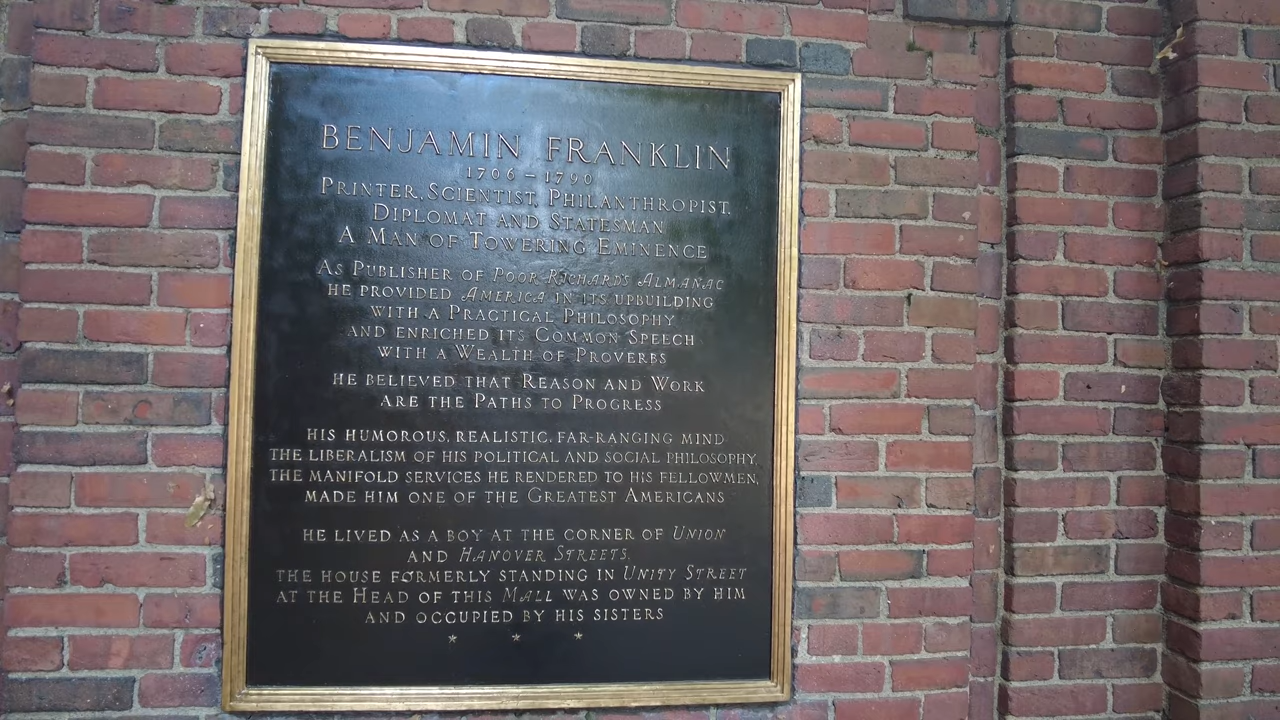 BENJAMIN FRANKLIN
1706 – 1790
PRINTER, SCIENTIST, PHILANTHROPIST,
DIPLOMAT AND STATESMAN
A MAN OF TOWERING EMINENCE
AS PUBLISHER OF POOR RICHARD'S ALMANAC
HE PROVIDED AMERICA IN ITS UPBUILDING
WITH A PRACTICAL PHILOSOPHY
AND ENRICHED ITS COMMON SPEECH
WITH A WEALTH OF PROVERBS
HE BELIEVED THAT REASON AND WORK
ARE THE PATHS TO PROGRESS
HIS HUMOROUS, REALISTIC, FAR-RANGING MIND
THE LIBERALISM OF HIS POLITICAL AND SOCIAL PHILOSOPHY,
THE MANIFOLD SERVICES HE RENDERED TO HIS FELLOWMEN,
MADE HIM ONE OF THE GREATEST AMERICANS
HE LIVED AS A BOY AT THE CORNER OF UNION
AND HANOVER STREETS.
THE HOUSE FORMERLY STANDING IN UNITY STREET
AT THE HEAD OF THIS MALL WAS OWNED BY HIM
AND OCCUPIED BY HIS SISTERS
* * *